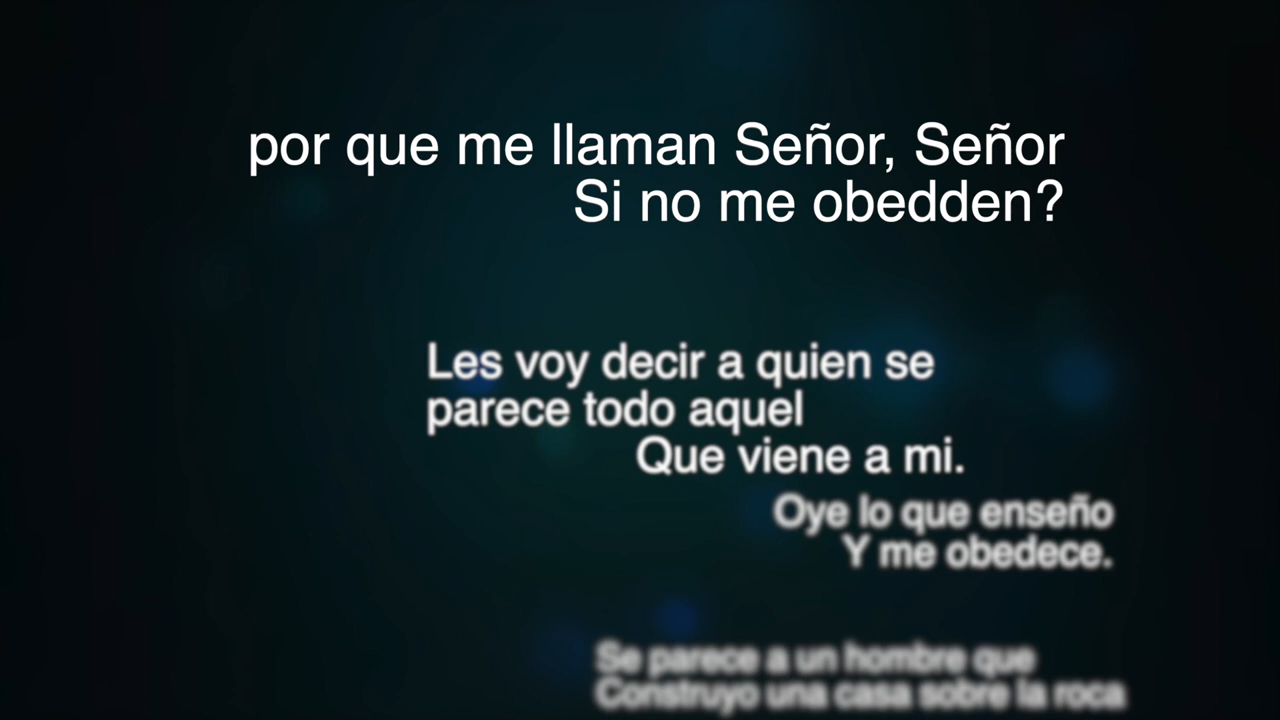 por que me llaman Señor, Señor
Si no me obedden?
Les voy decir a quien se
parece todo aquel
Que viene a mi.
Oye lo que enseño
Y me obedece.
Se parece a un hombre que
Construyo una casa sobre la roca